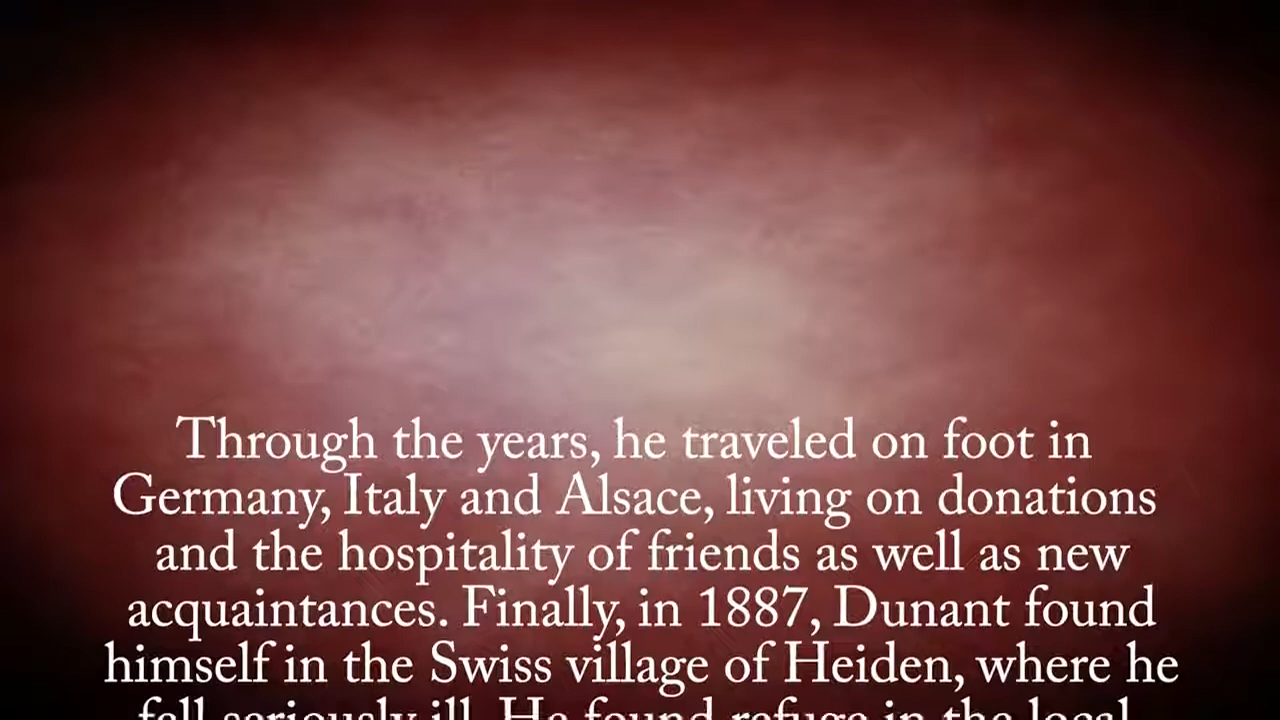 Through the years, he traveled on foot in
Germany, Italy and Alsace, living on donations
and the hospitality of friends as well as new
acquaintances. Finally, in 1887, Dunant found
himself in the Swiss village of Heiden, where he
fell seriously ill. He found refuge in the local